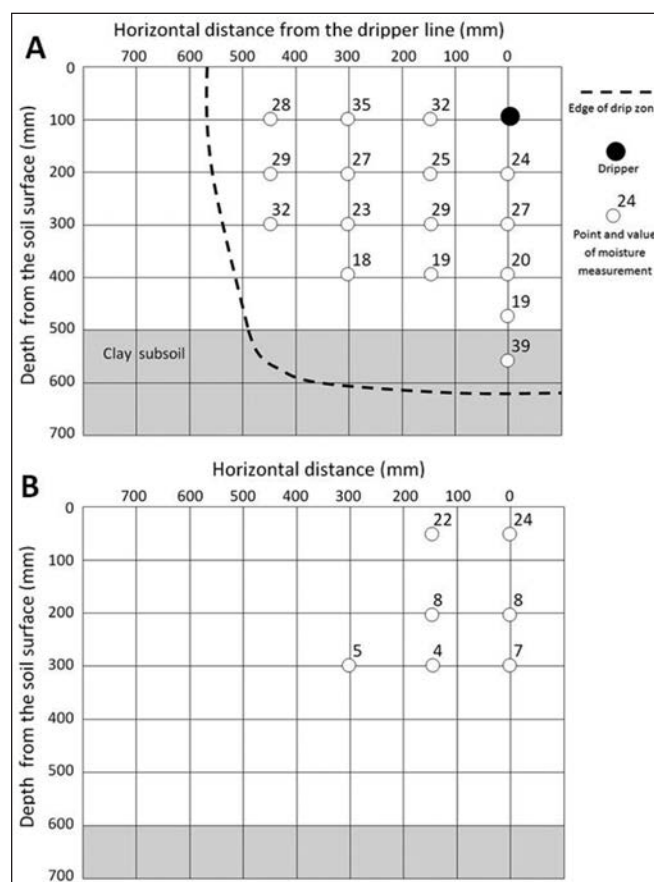 A
Horizontal distance from the dripper line (mm)
700 600 500 400 300 200 100 0
Depth from the soil surface (mm)
0
100
200
300
400
500
600
700
28 35 32
29 27 25 24
32 23 29 27
18 19 20
19
39
Clay subsoil
Edge of drip zone
Dripper
24
Point and value
of moisture
measurement
B
Horizontal distance (mm)
700 600 500 400 300 200 100 0
Depth from the soil surface (mm)
0
100
200
300
400
500
600
700
22 24
8 8
5 4 7